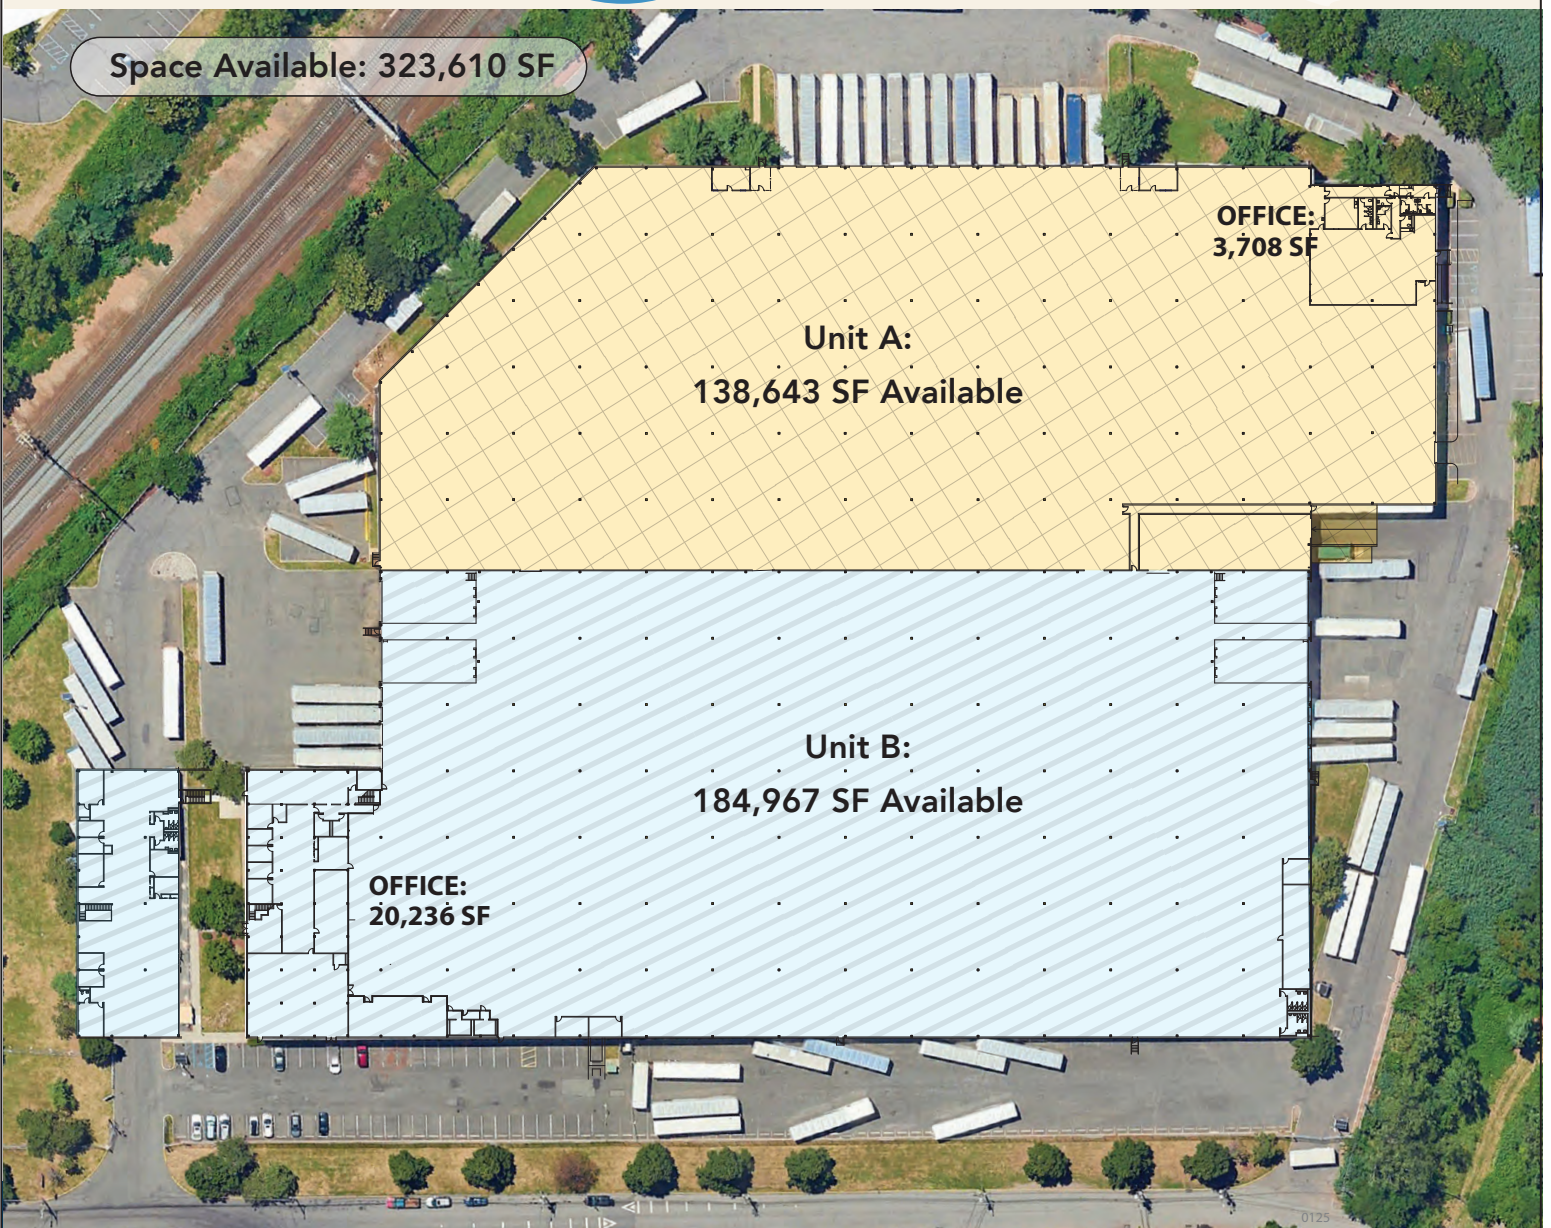 Space Available: 323,610 SF
OFFICE:
3,708 SF
Unit A:
138,643 SF Available
Unit B:
184,967 SF Available
OFFICE:
20,236 SF
0125